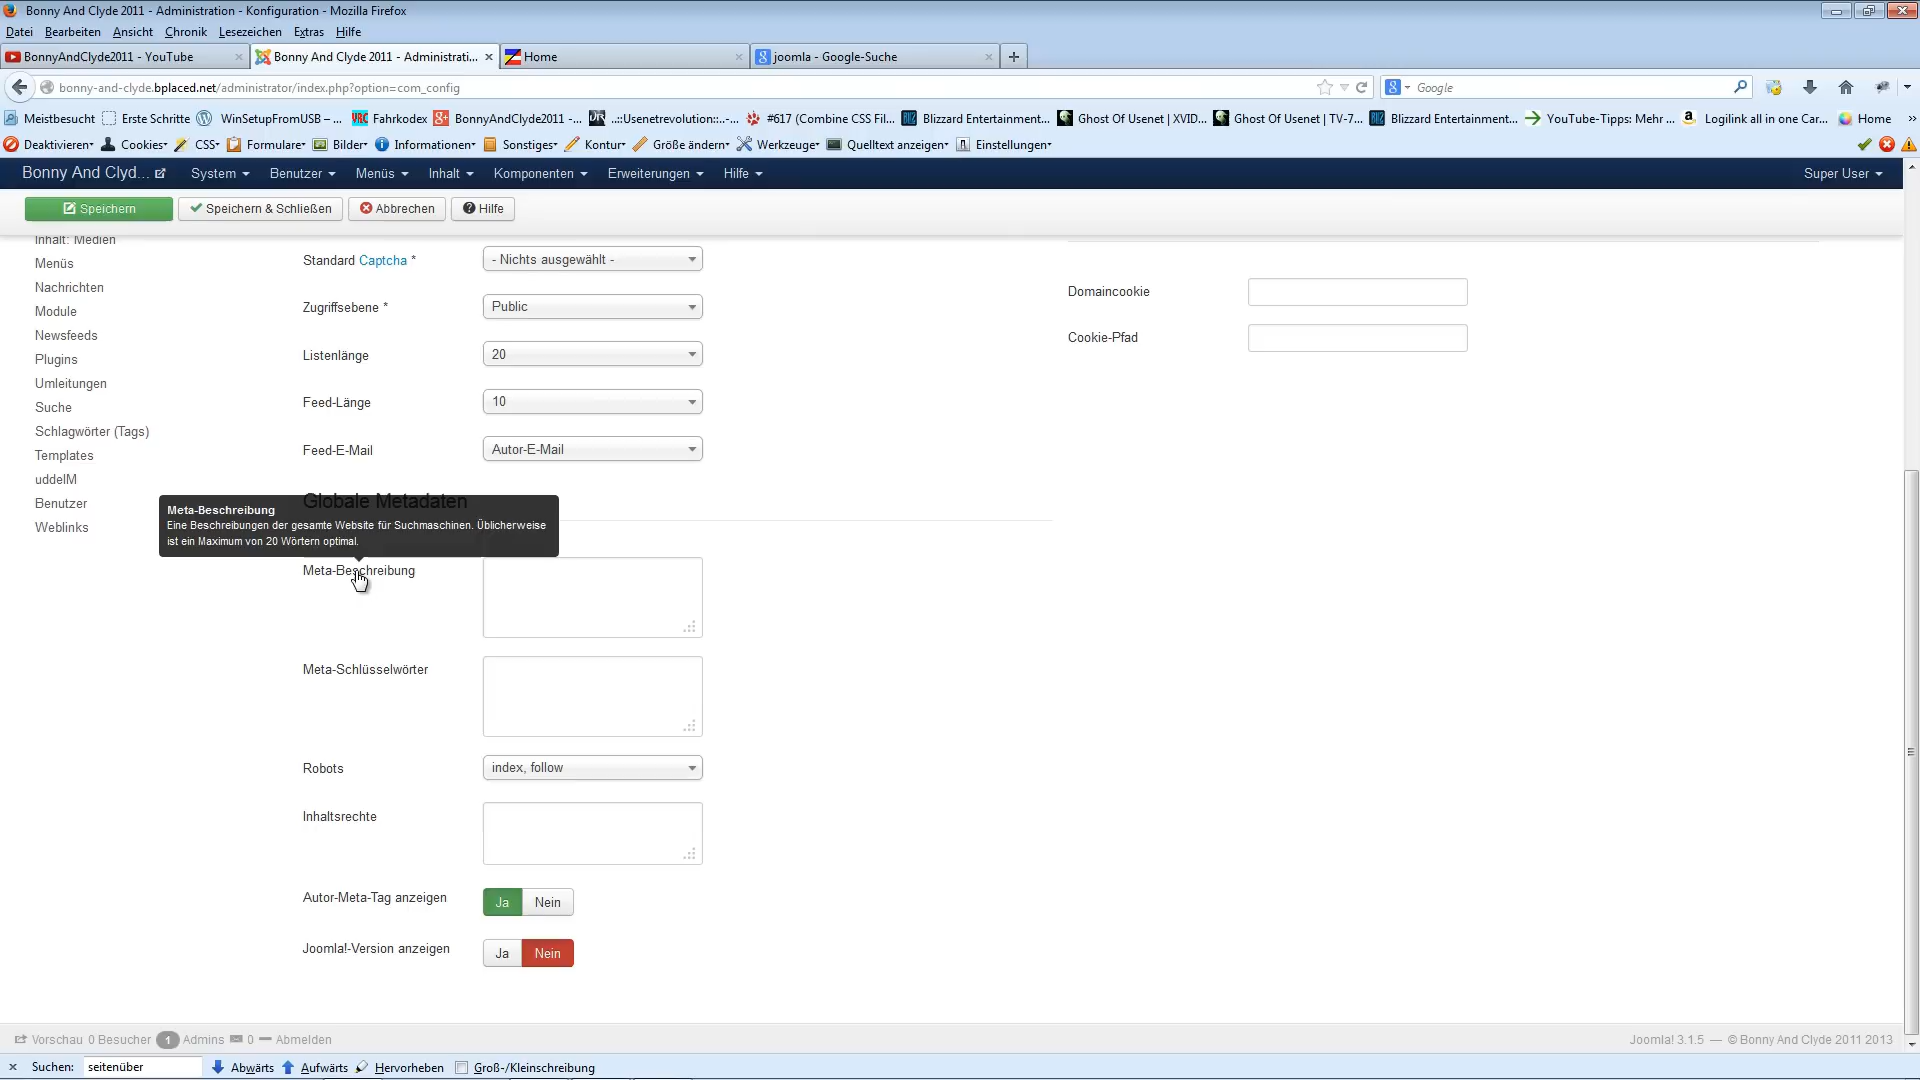 Bonny And Clyde 2011 - Administration - Konfiguration - Mozilla Firefox
Datei Bearbeiten Ansicht Chronik Lesezeichen Extras Hilfe
BonnyAndClyde2011 - YouTube × Bonny And Clyde 2011 - Administrati... × Home × joomla - Google-Suche × +
bonny-and-clyde.bplaced.net/administrator/index.php?option=com_config Google
Meistbesucht Erste Schritte WinSetupFromUSB – ... Fahrkodex BonnyAndClyde2011 -... ..::Usenetrevolution::..-... #617 (Combine CSS Fil... Blizzard Entertainment... Ghost Of Usenet | XVID... Ghost Of Usenet | TV-7... Blizzard Entertainment... YouTube-Tipps: Mehr ... Logilink all in one Car... Home »
Deaktivieren Cookies CSS Formulare Bilder Informationen Sonstiges Kontur Größe ändern Werkzeuge Quelltext anzeigen Einstellungen
Bonny And Clyd... System Benutzer Menüs Inhalt Komponenten Erweiterungen Hilfe Super User
Speichern Speichern & Schließen Abbrechen Hilfe
Inhalt: Medien
Menüs
Nachrichten
Module
Newsfeeds
Plugins
Umleitungen
Suche
Schlagwörter (Tags)
Templates
uddeIM
Benutzer
Weblinks
Standard Captcha * - Nichts ausgewählt -
Zugriffsebene * Public
Listenlänge 20
Feed-Länge 10
Feed-E-Mail Autor-E-Mail
Globale Metadaten
Meta-Beschreibung
Eine Beschreibungen der gesamte Website für Suchmaschinen. Üblicherweise
ist ein Maximum von 20 Wörtern optimal.
Meta-Beschreibung
Meta-Schlüsselwörter
Robots index, follow
Inhaltsrechte
Autor-Meta-Tag anzeigen Ja Nein
Joomla!-Version anzeigen Ja Nein
Domaincookie
Cookie-Pfad
Vorschau 0 Besucher 1 Admins 0 Abmelden Joomla! 3.1.5 — © Bonny And Clyde 2011 2013
× Suchen: seitenüber Abwärts Aufwärts Hervorheben Groß-/Kleinschreibung